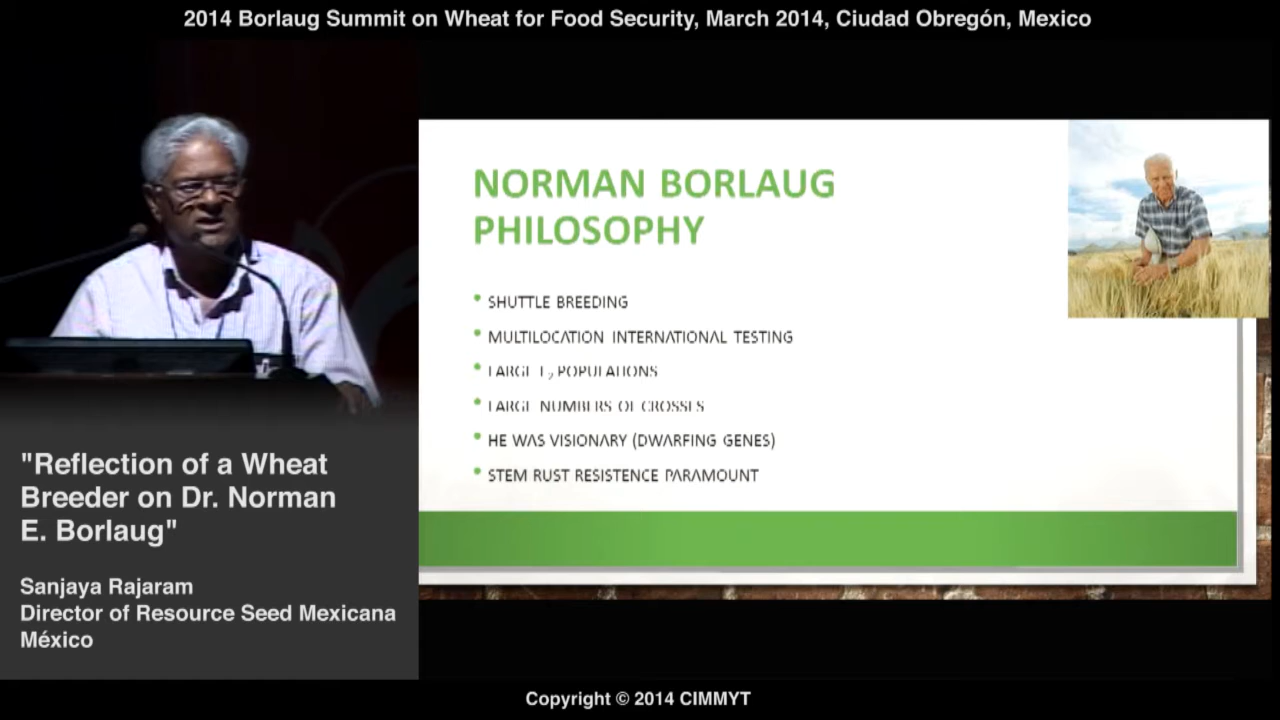 2014 Borlaug Summit on Wheat for Food Security, March 2014, Ciudad Obregón, Mexico
NORMAN BORLAUG
PHILOSOPHY
• SHUTTLE BREEDING
• MULTILOCATION INTERNATIONAL TESTING
• LARGE F₂ POPULATIONS
• LARGE NUMBERS OF CROSSES
• HE WAS VISIONARY (DWARFING GENES)
• STEM RUST RESISTENCE PARAMOUNT
"Reflection of a Wheat
Breeder on Dr. Norman
E. Borlaug"
Sanjaya Rajaram
Director of Resource Seed Mexicana
México
Copyright © 2014 CIMMYT